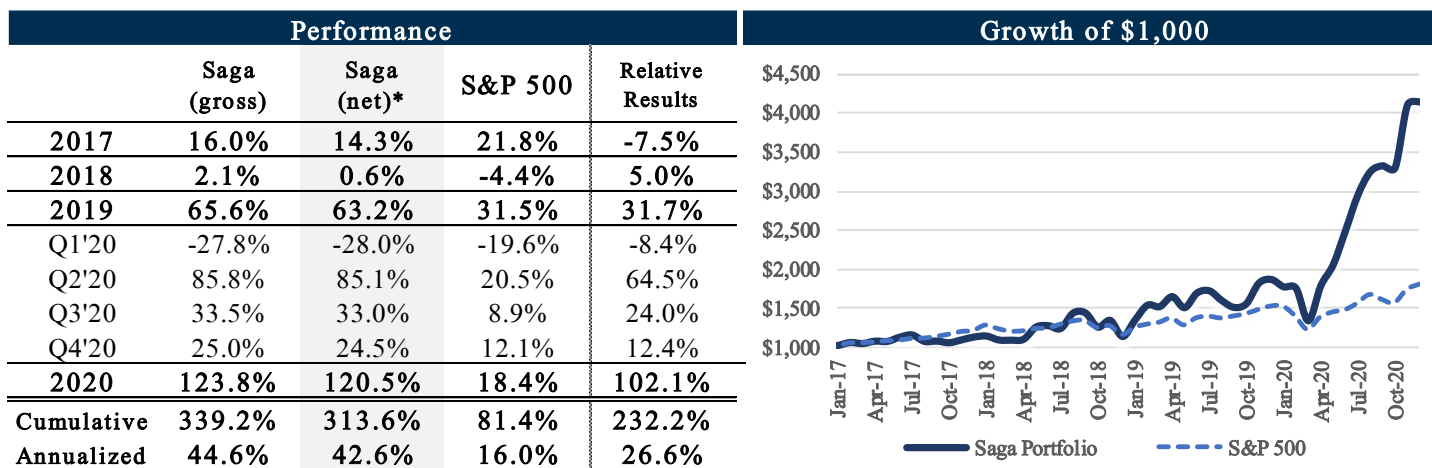 Performance
Saga (gross) Saga (net)* S&P 500 Relative Results
2017 16.0% 14.3% 21.8% -7.5%
2018 2.1% 0.6% -4.4% 5.0%
2019 65.6% 63.2% 31.5% 31.7%
Q1'20 -27.8% -28.0% -19.6% -8.4%
Q2'20 85.8% 85.1% 20.5% 64.5%
Q3'20 33.5% 33.0% 8.9% 24.0%
Q4'20 25.0% 24.5% 12.1% 12.4%
2020 123.8% 120.5% 18.4% 102.1%
Cumulative 339.2% 313.6% 81.4% 232.2%
Annualized 44.6% 42.6% 16.0% 26.6%
Growth of $1,000
$4,500
$4,000
$3,500
$3,000
$2,500
$2,000
$1,500
$1,000
Jan-17 Apr-17 Jul-17 Oct-17 Jan-18 Apr-18 Jul-18 Oct-18 Jan-19 Apr-19 Jul-19 Oct-19 Jan-20 Apr-20 Jul-20 Oct-20
Saga Portfolio S&P 500